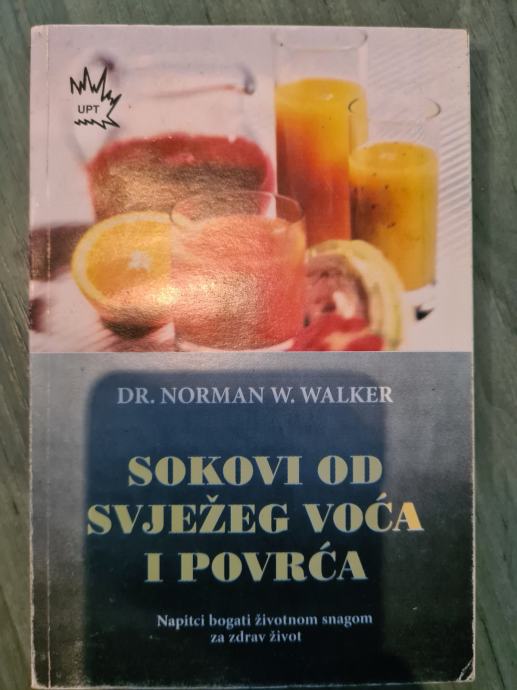 UPT
DR. NORMAN W. WALKER
SOKOVI OD
SVJEŽEG VOĆA
I POVRĆA
Napitci bogati životnom snagom
za zdrav život